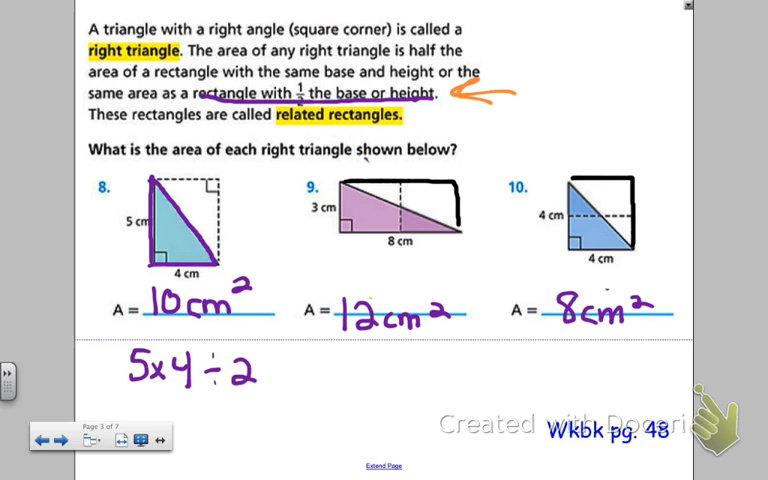 A triangle with a right angle (square corner) is called a
right triangle. The area of any right triangle is half the
area of a rectangle with the same base and height or the
same area as a rectangle with 1/2 the base or height.
These rectangles are called related rectangles.
What is the area of each right triangle shown below?
8.
9.
10.
5 cm
4 cm
3 cm
8 cm
4 cm
4 cm
A = 10cm²
A = 12cm²
A = 8cm²
5x4÷2
Page 3 of 7
Created with Doceri
Wkbk pg. 48
Extend Page